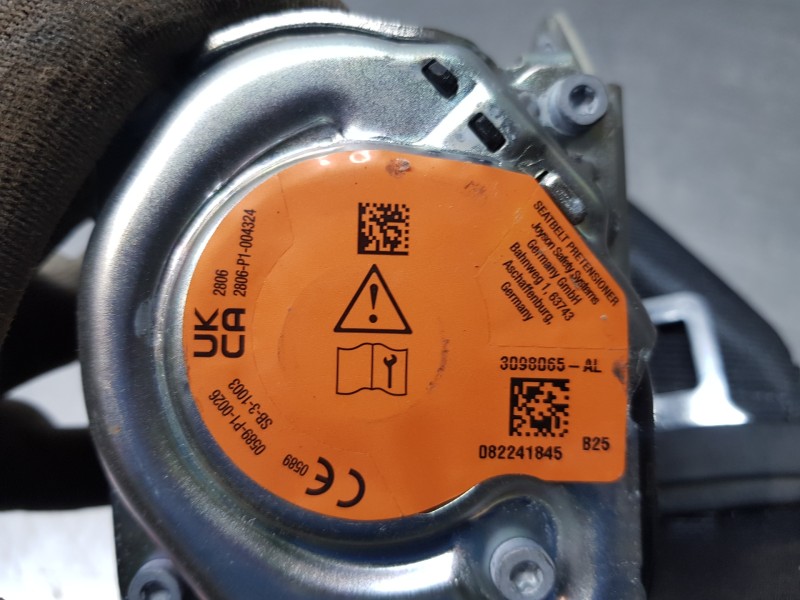 SEATBELT PRETENSIONER
Joyson Safety Systems
Germany GmbH
Bahnweg 1, 63743
Aschaffenburg,
Germany
UK
CA
2806
2806-P1-004324
3098065-AL
082241845
B25
0589-P1-0026
SB-3-1003
CE
0589